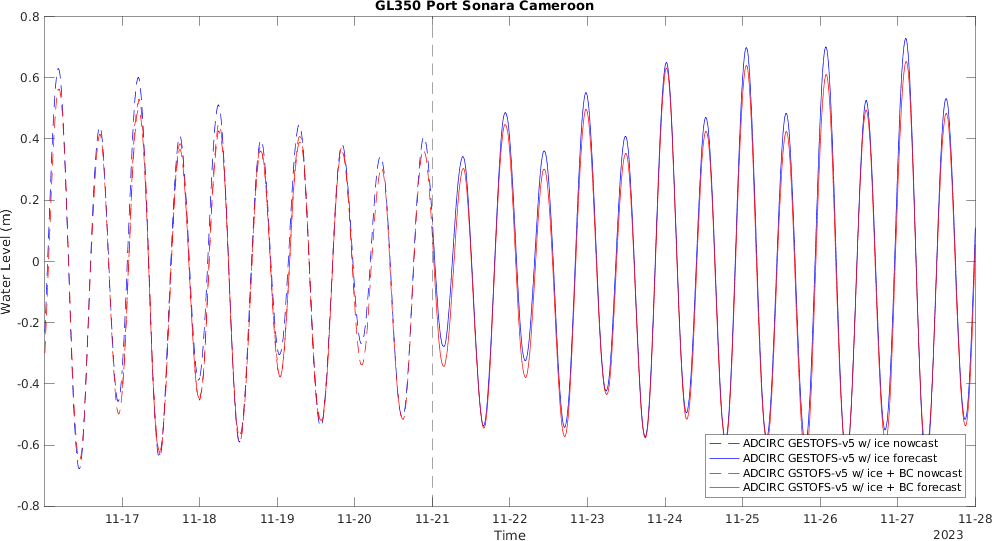 GL350 Port Sonara Cameroon
0.8
0.6
0.4
0.2
0
-0.2
-0.4
-0.6
-0.8
Water Level (m)
ADCIRC GESTOFS-v5 w/ ice nowcast
ADCIRC GESTOFS-v5 w/ ice forecast
ADCIRC GSTOFS-v5 w/ ice + BC nowcast
ADCIRC GSTOFS-v5 w/ ice + BC forecast
11-17 11-18 11-19 11-20 11-21 11-22 11-23 11-24 11-25 11-26 11-27 11-28
Time
2023